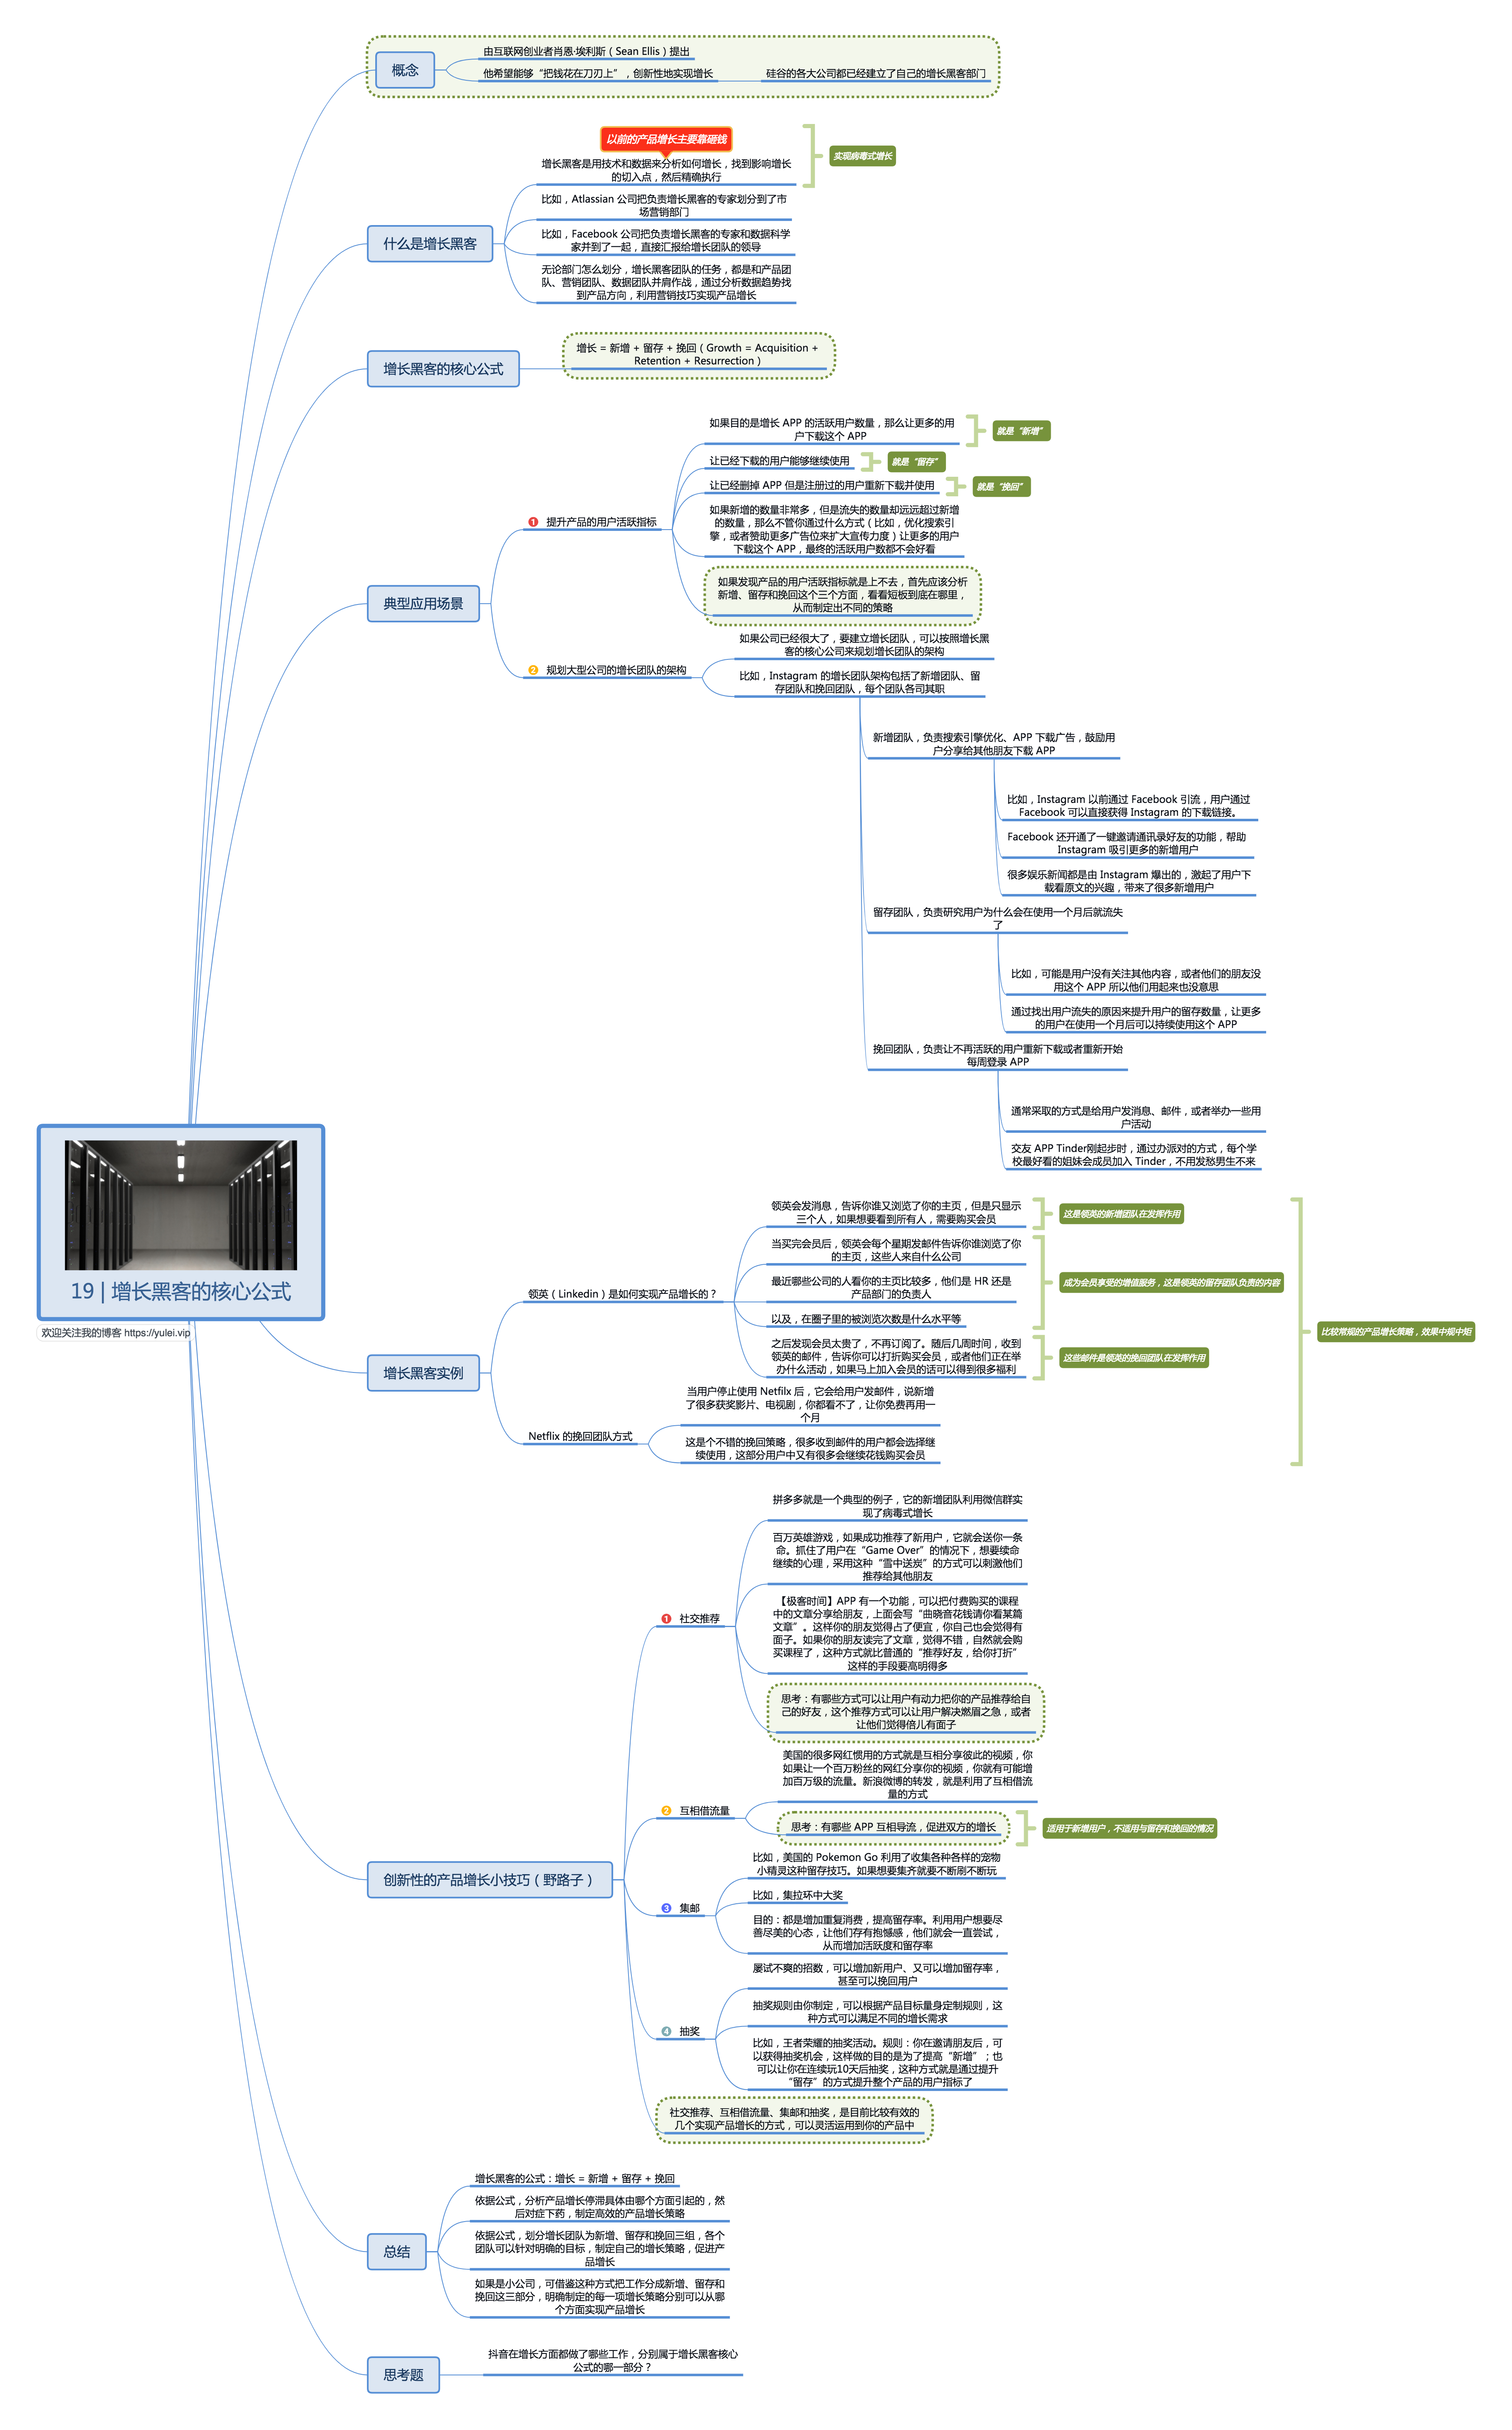 概念
由互联网创业者肖恩·埃利斯（Sean Ellis）提出
他希望能够“把钱花在刀刃上”，创新性地实现增长
硅谷的各大公司都已经建立了自己的增长黑客部门
什么是增长黑客
以前的产品增长主要靠砸钱
增长黑客是用技术和数据来分析如何增长，找到影响增长
的切入点，然后精确执行
实现病毒式增长
比如，Atlassian 公司把负责增长黑客的专家划分到了市
场营销部门
比如，Facebook 公司把负责增长黑客的专家和数据科学
家并到了一起，直接汇报给增长团队的领导
无论部门怎么划分，增长黑客团队的任务，都是和产品团
队、营销团队、数据团队并肩作战，通过分析数据趋势找
到产品方向，利用营销技巧实现产品增长
增长黑客的核心公式
增长 = 新增 + 留存 + 挽回（Growth = Acquisition +
Retention + Resurrection）
典型应用场景
1 提升产品的用户活跃指标
如果目的是增长 APP 的活跃用户数量，那么让更多的用
户下载这个 APP
就是“新增”
让已经下载的用户能够继续使用
就是“留存”
让已经删掉 APP 但是注册过的用户重新下载并使用
就是“挽回”
如果新增的数量非常多，但是流失的数量却远远超过新增
的数量，那么不管你通过什么方式（比如，优化搜索引
擎，或者赞助更多广告位来扩大宣传力度）让更多的用户
下载这个 APP，最终的活跃用户数都不会好看
如果发现产品的用户活跃指标就是上不去，首先应该分析
新增、留存和挽回这个三个方面，看看短板到底在哪里，
从而制定出不同的策略
2 规划大型公司的增长团队的架构
如果公司已经很大了，要建立增长团队，可以按照增长黑
客的核心公司来规划增长团队的架构
比如，Instagram 的增长团队架构包括了新增团队、留
存团队和挽回团队，每个团队各司其职
新增团队，负责搜索引擎优化、APP 下载广告，鼓励用
户分享给其他朋友下载 APP
比如，Instagram 以前通过 Facebook 引流，用户通过
Facebook 可以直接获得 Instagram 的下载链接。
Facebook 还开通了一键邀请通讯录好友的功能，帮助
Instagram 吸引更多的新增用户
很多娱乐新闻都是由 Instagram 爆出的，激起了用户下
载看原文的兴趣，带来了很多新增用户
留存团队，负责研究用户为什么会在使用一个月后就流失
了
比如，可能是用户没有关注其他内容，或者他们的朋友没
用这个 APP 所以他们用起来也没意思
通过找出用户流失的原因来提升用户的留存数量，让更多
的用户在使用一个月后可以持续使用这个 APP
挽回团队，负责让不再活跃的用户重新下载或者重新开始
每周登录 APP
通常采取的方式是给用户发消息、邮件，或者举办一些用
户活动
交友 APP Tinder刚起步时，通过办派对的方式，每个学
校最好看的姐妹会成员加入 Tinder，不用发愁男生不来
19 | 增长黑客的核心公式
欢迎关注我的博客 https://yulei.vip
增长黑客实例
领英（Linkedin）是如何实现产品增长的？
领英会发消息，告诉你谁又浏览了你的主页，但是只显示
三个人，如果想要看到所有人，需要购买会员
这是领英的新增团队在发挥作用
当买完会员后，领英会每个星期发邮件告诉你谁浏览了你
的主页，这些人来自什么公司
最近哪些公司的人看你的主页比较多，他们是 HR 还是
产品部门的负责人
以及，在圈子里的被浏览次数是什么水平等
成为会员享受的增值服务，这是领英的留存团队负责的内容
之后发现会员太贵了，不再订阅了。随后几周时间，收到
领英的邮件，告诉你可以打折购买会员，或者他们正在举
办什么活动，如果马上加入会员的话可以得到很多福利
这些邮件是领英的挽回团队在发挥作用
比较常规的产品增长策略，效果中规中矩
Netflix 的挽回团队方式
当用户停止使用 Netfilx 后，它会给用户发邮件，说新增
了很多获奖影片、电视剧，你都看不了，让你免费再用一
个月
这是个不错的挽回策略，很多收到邮件的用户都会选择继
续使用，这部分用户中又有很多会继续花钱购买会员
创新性的产品增长小技巧（野路子）
1 社交推荐
拼多多就是一个典型的例子，它的新增团队利用微信群实
现了病毒式增长
百万英雄游戏，如果成功推荐了新用户，它就会送你一条
命。抓住了用户在“Game Over”的情况下，想要续命
继续的心理，采用这种“雪中送炭”的方式可以刺激他们
推荐给其他朋友
【极客时间】APP 有一个功能，可以把付费购买的课程
中的文章分享给朋友，上面会写“曲晓音花钱请你看某篇
文章”。这样你的朋友觉得占了便宜，你自己也会觉得有
面子。如果你的朋友读完了文章，觉得不错，自然就会购
买课程了，这种方式就比普通的“推荐好友，给你打折”
这样的手段要高明得多
思考：有哪些方式可以让用户有动力把你的产品推荐给自
己的好友，这个推荐方式可以让用户解决燃眉之急，或者
让他们觉得倍儿有面子
2 互相借流量
美国的很多网红惯用的方式就是互相分享彼此的视频，你
如果让一个百万粉丝的网红分享你的视频，你就有可能增
加百万级的流量。新浪微博的转发，就是利用了互相借流
量的方式
思考：有哪些 APP 互相导流，促进双方的增长
适用于新增用户，不适用与留存和挽回的情况
3 集邮
比如，美国的 Pokemon Go 利用了收集各种各样的宠物
小精灵这种留存技巧。如果想要集齐就要不断刷不断玩
比如，集拉环中大奖
目的：都是增加重复消费，提高留存率。利用用户想要尽
善尽美的心态，让他们存有抱憾感，他们就会一直尝试，
从而增加活跃度和留存率
4 抽奖
屡试不爽的招数，可以增加新用户、又可以增加留存率，
甚至可以挽回用户
抽奖规则由你制定，可以根据产品目标量身定制规则，这
种方式可以满足不同的增长需求
比如，王者荣耀的抽奖活动。规则：你在邀请朋友后，可
以获得抽奖机会，这样做的目的是为了提高“新增”；也
可以让你在连续玩10天后抽奖，这种方式就是通过提升
“留存”的方式提升整个产品的用户指标了
社交推荐、互相借流量、集邮和抽奖，是目前比较有效的
几个实现产品增长的方式，可以灵活运用到你的产品中
总结
增长黑客的公式：增长 = 新增 + 留存 + 挽回
依据公式，分析产品增长停滞具体由哪个方面引起的，然
后对症下药，制定高效的产品增长策略
依据公式，划分增长团队为新增、留存和挽回三组，各个
团队可以针对明确的目标，制定自己的增长策略，促进产
品增长
如果是小公司，可借鉴这种方式把工作分成新增、留存和
挽回这三部分，明确制定的每一项增长策略分别可以从哪
个方面实现产品增长
思考题
抖音在增长方面都做了哪些工作，分别属于增长黑客核心
公式的哪一部分？